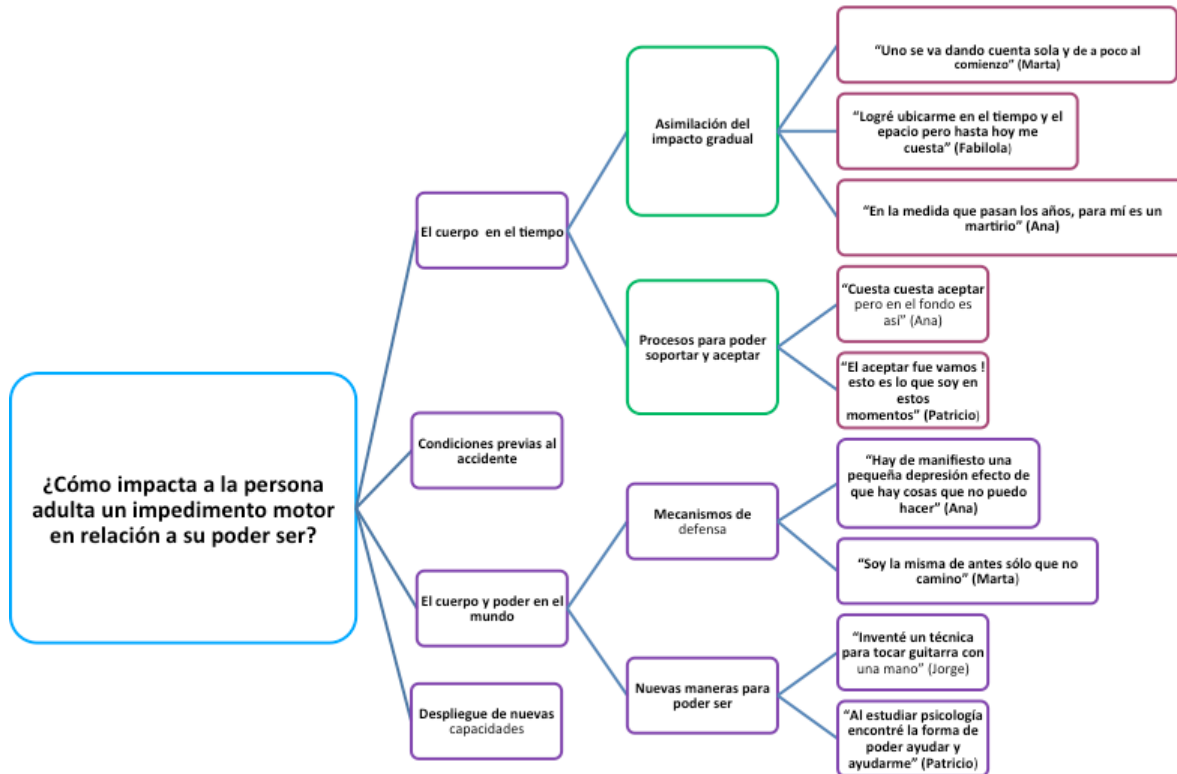 “Uno se va dando cuenta sola y de a poco al
comienzo” (Marta)
“Logré ubicarme en el tiempo y el
epacio pero hasta hoy me
cuesta” (Fabilola)
“En la medida que pasan los años, para mí es un
martirio” (Ana)
Asimilación del
impacto gradual
El cuerpo en el tiempo
“Cuesta cuesta aceptar
pero en el fondo es
así” (Ana)
Procesos para poder
soportar y aceptar
“El aceptar fue vamos !
esto es lo que soy en
estos
momentos” (Patricio)
Condiciones previas al
accidente
¿Cómo impacta a la persona
adulta un impedimento motor
en relación a su poder ser?
“Hay de manifiesto una
pequeña depresión efecto de
que hay cosas que no puedo
hacer” (Ana)
Mecanismos de
defensa
“Soy la misma de antes sólo que no
camino” (Marta)
El cuerpo y poder en el
mundo
“Inventé un técnica
para tocar guitarra con
una mano” (Jorge)
Nuevas maneras para
poder ser
“Al estudiar psicología
encontré la forma de
poder ayudar y
ayudarme” (Patricio)
Despliegue de nuevas
capacidades